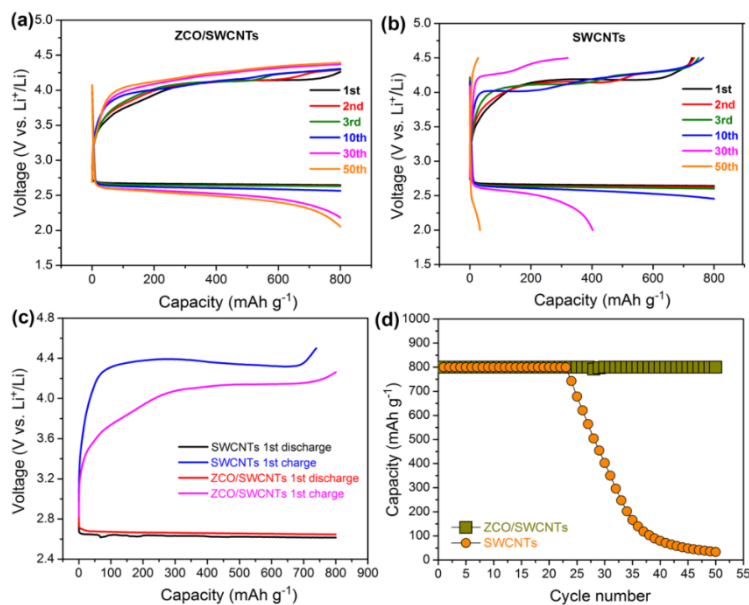 (a)
ZCO/SWCNTs
Voltage (V vs. Li⁺/Li)
5.0
4.5
4.0
3.5
3.0
2.5
2.0
1.5
1st
2nd
3rd
10th
30th
50th
0 200 400 600 800
Capacity (mAh g⁻¹)
(b)
SWCNTs
Voltage (V vs. Li⁺/Li)
5.0
4.5
4.0
3.5
3.0
2.5
2.0
1.5
1st
2nd
3rd
10th
30th
50th
0 200 400 600 800
Capacity (mAh g⁻¹)
(c)
Voltage (V vs. Li⁺/Li)
4.8
4.4
4.0
3.6
3.2
2.8
2.4
SWCNTs 1st discharge
SWCNTs 1st charge
ZCO/SWCNTs 1st discharge
ZCO/SWCNTs 1st charge
0 100 200 300 400 500 600 700 800 900
Capacity (mAh g⁻¹)
(d)
Capacity (mAh g⁻¹)
1000
900
800
700
600
500
400
300
200
100
0
ZCO/SWCNTs
SWCNTs
0 5 10 15 20 25 30 35 40 45 50 55
Cycle number